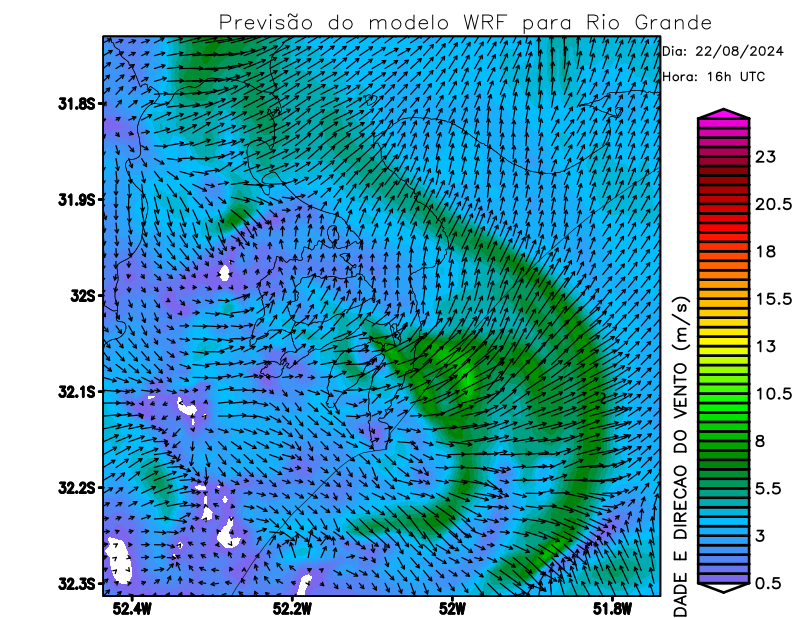 Previsão do modelo WRF para Rio Grande
Dia: 22/08/2024
Hora: 16h UTC
31.8S
31.9S
32S
32.1S
32.2S
32.3S
52.4W
52.2W
52W
51.8W
23
20.5
18
15.5
13
10.5
8
5.5
3
0.5
DADE E DIRECAO DO VENTO (m/s)